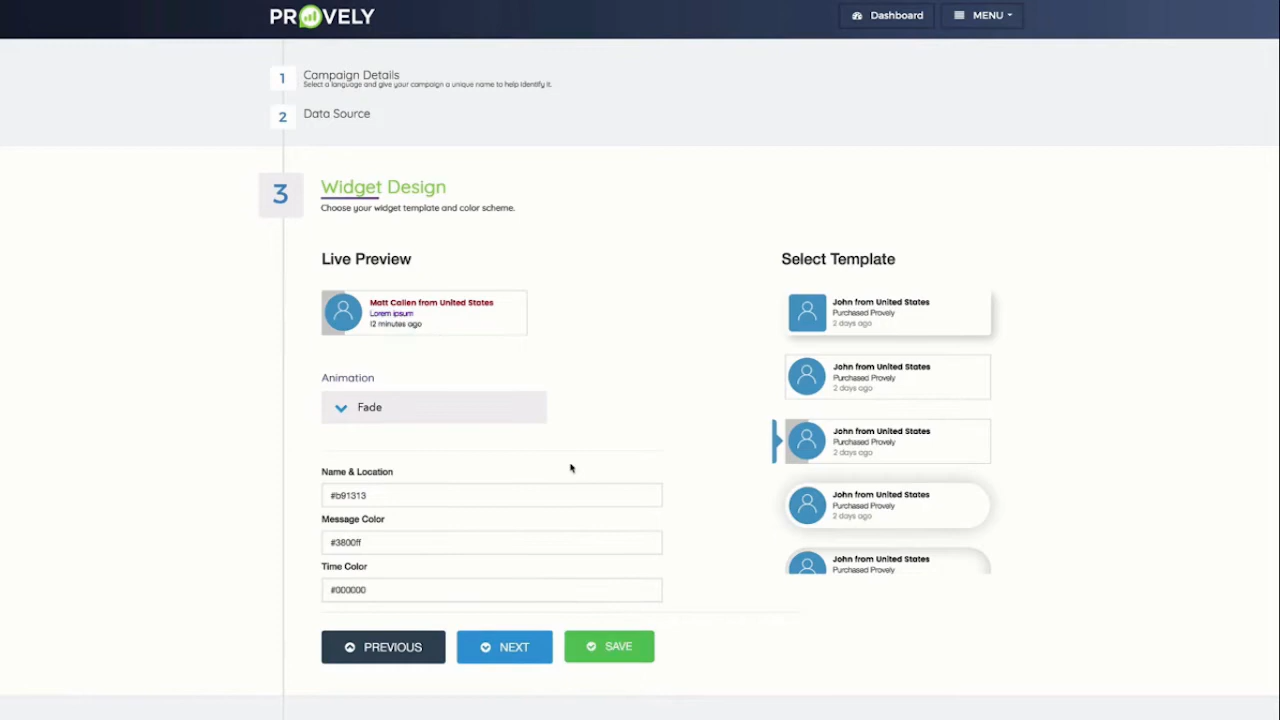 PROVELY
Dashboard
MENU
1
Campaign Details
Select a language and give your campaign a unique name to help identify it.
2
Data Source
3
Widget Design
Choose your widget template and color scheme.
Live Preview
Matt Callen from United States
Lorem ipsum
12 minutes ago
Animation
Fade
Name & Location
#b91313
Message Color
#3800ff
Time Color
#000000
PREVIOUS
NEXT
SAVE
Select Template
John from United States
Purchased Provely
2 days ago
John from United States
Purchased Provely
2 days ago
John from United States
Purchased Provely
2 days ago
John from United States
Purchased Provely
2 days ago
John from United States
Purchased Provely